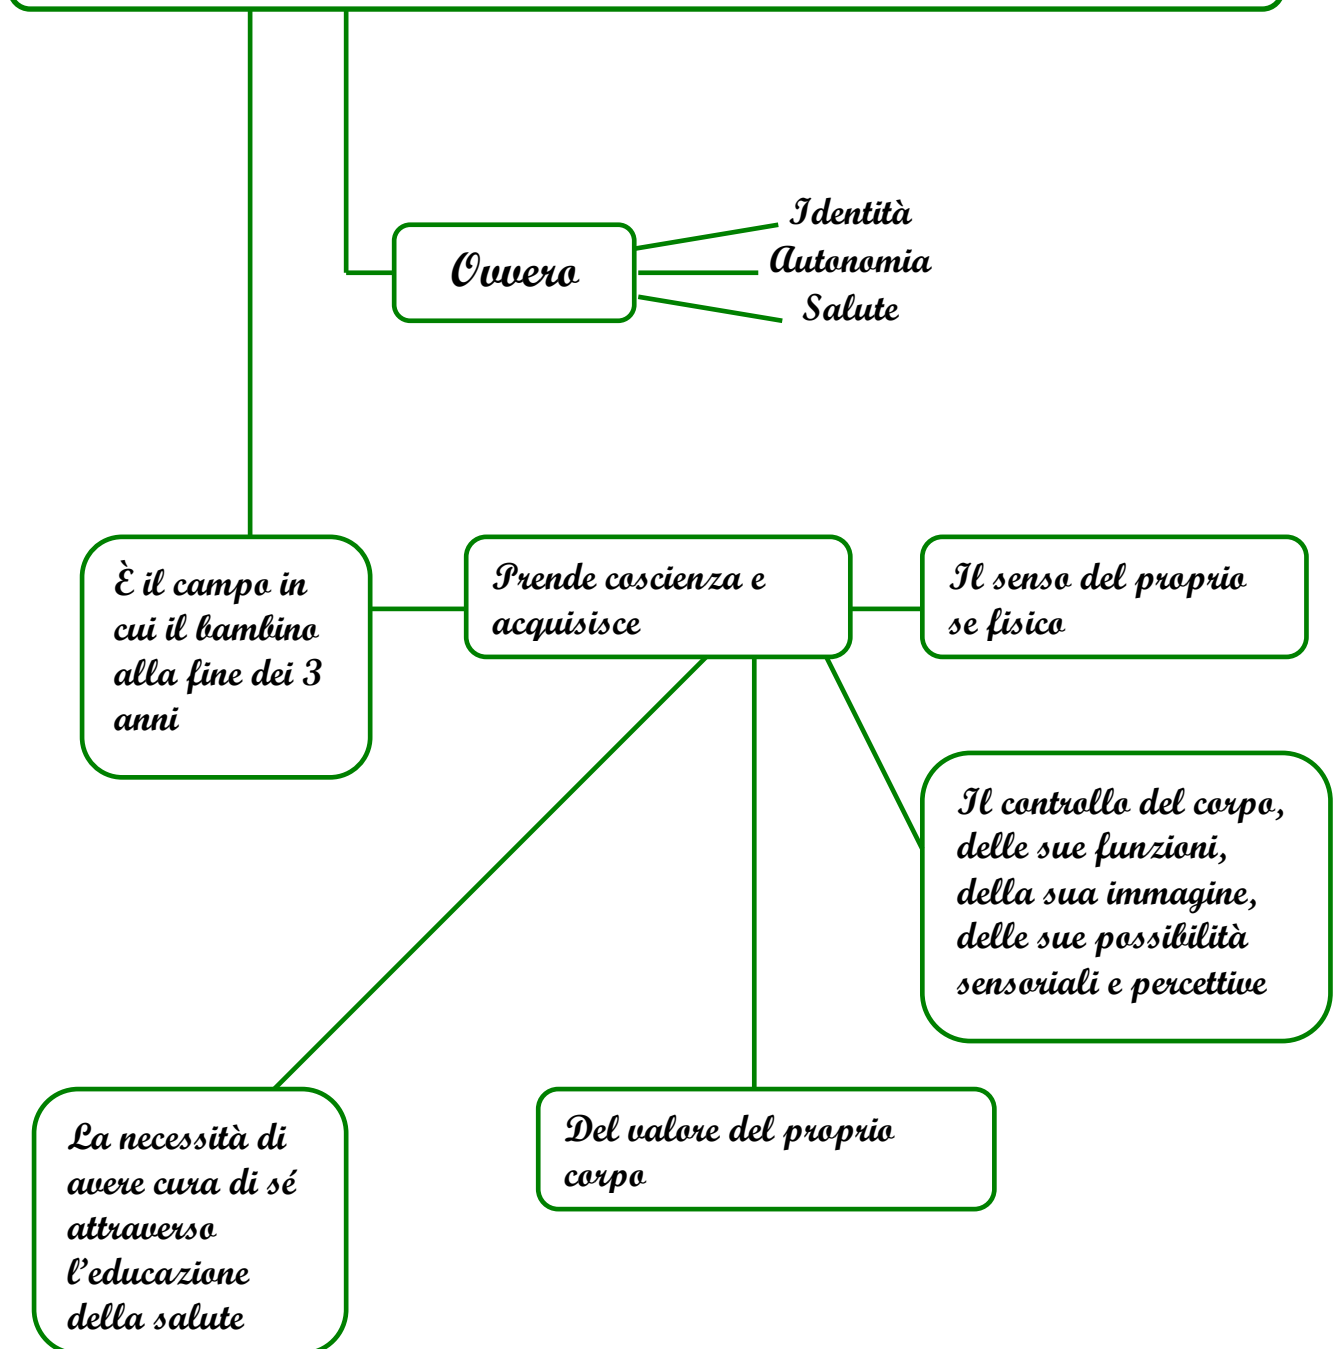 Identità
Ovvero
Autonomia
Salute
È il campo in
cui il bambino
alla fine dei 3
anni
Prende coscienza e
acquisisce
Il senso del proprio
se fisico
Il controllo del corpo,
delle sue funzioni,
della sua immagine,
delle sue possibilità
sensoriali e percettive
La necessità di
avere cura di sé
attraverso
l'educazione
della salute
Del valore del proprio
corpo